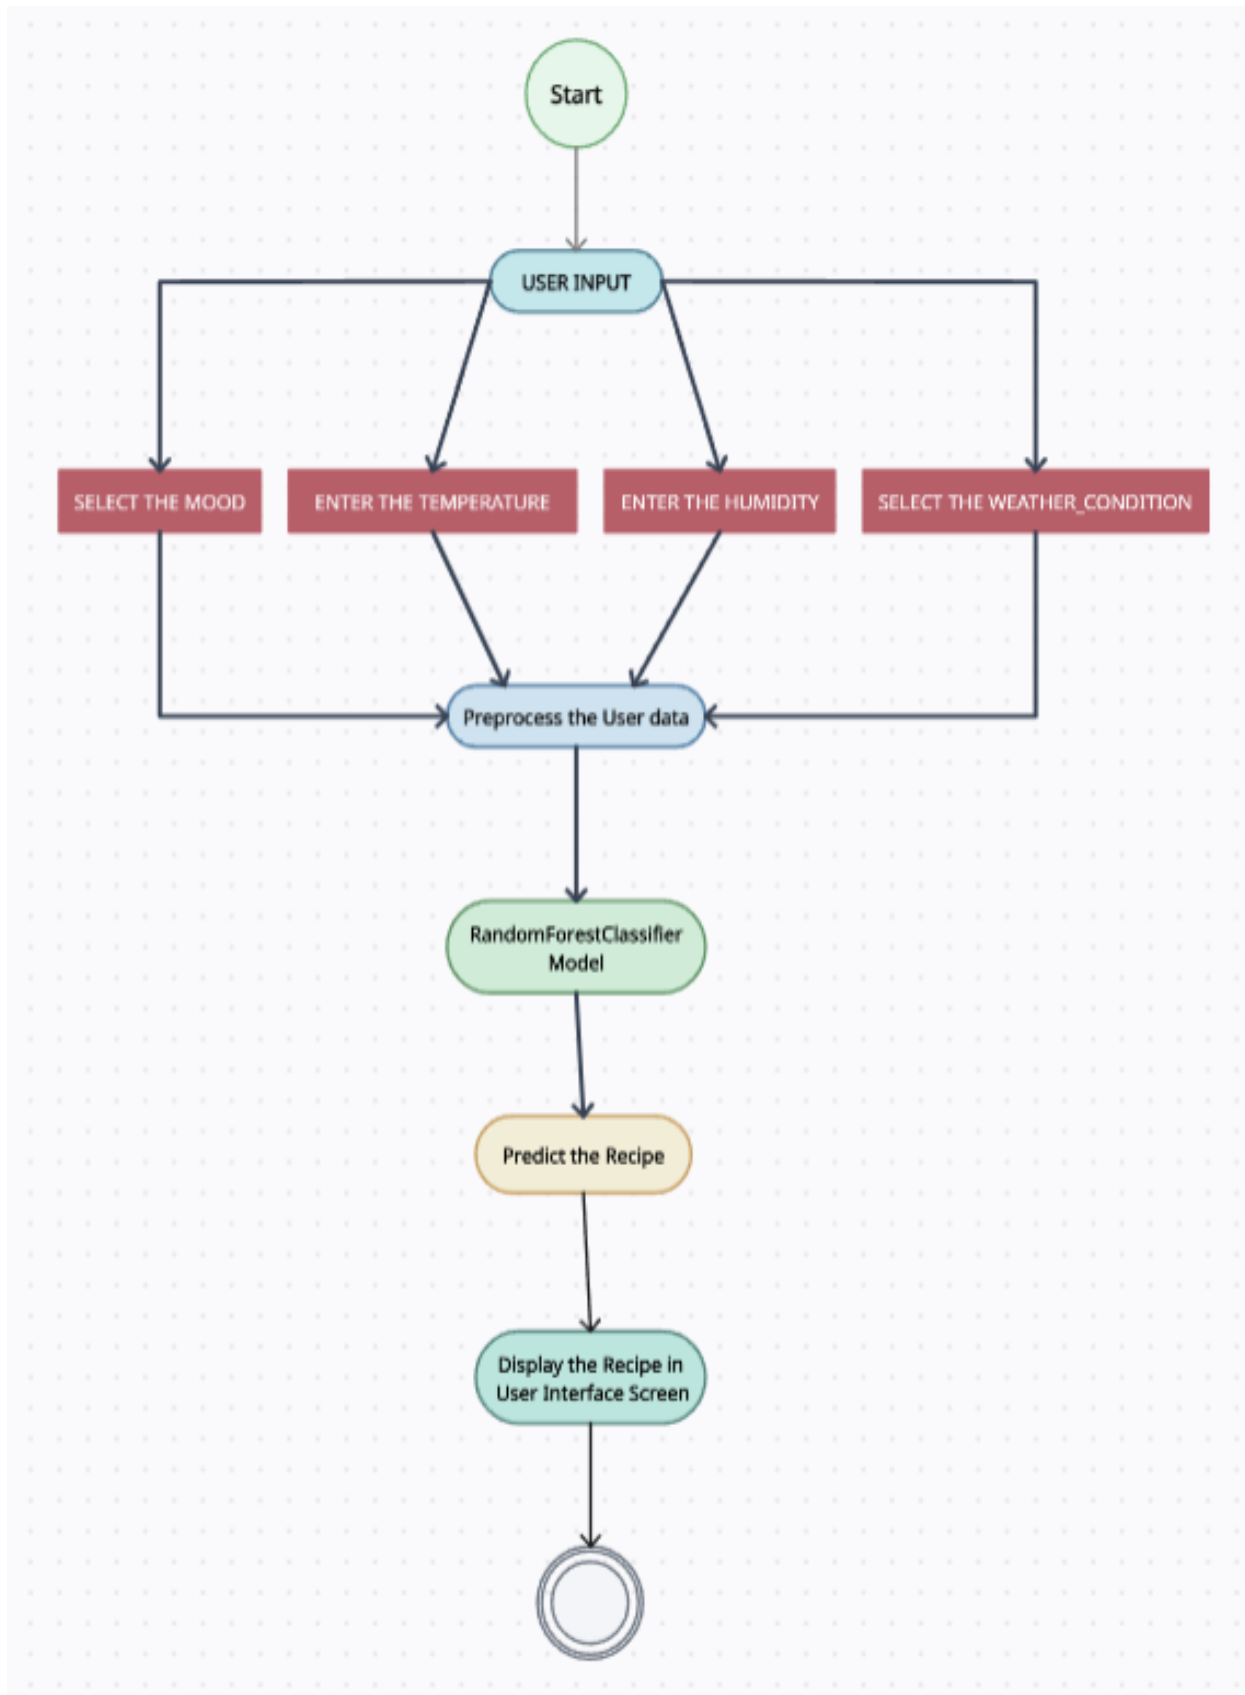 Start
USER INPUT
SELECT THE MOOD
ENTER THE TEMPERATURE
ENTER THE HUMIDITY
SELECT THE WEATHER_CONDITION
Preprocess the User data
RandomForestClassifier
Model
Predict the Recipe
Display the Recipe in
User Interface Screen